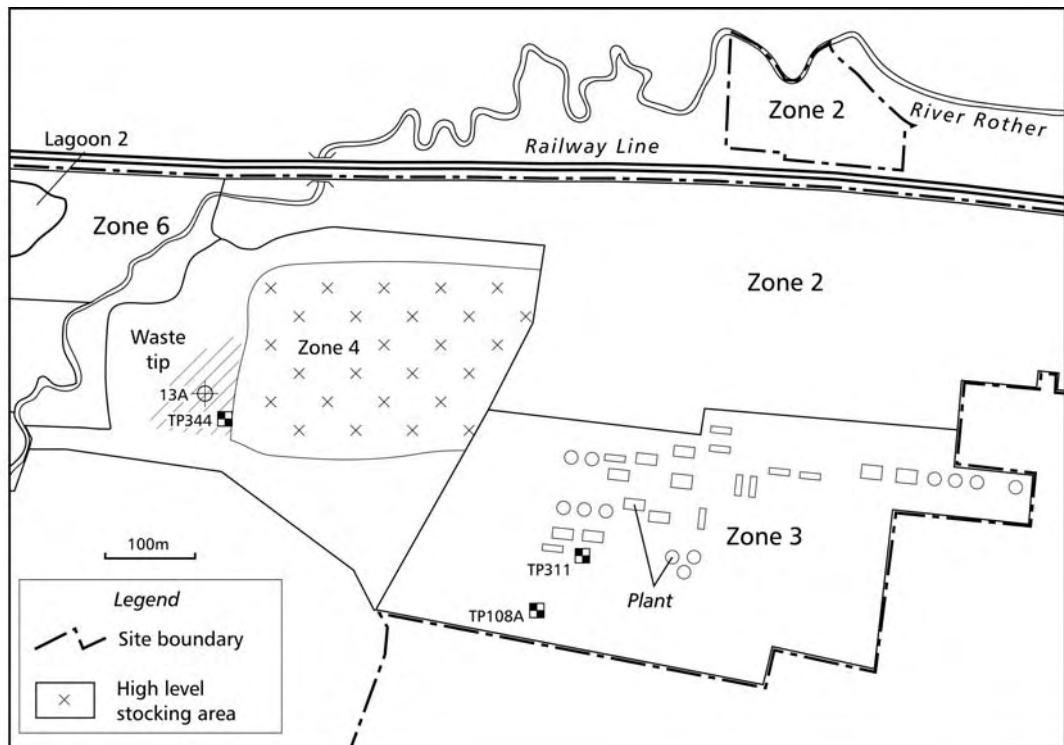 Zone 2
River Rother
Railway Line
Lagoon 2
Zone 6
Zone 2
Waste
tip
Zone 4
13A
TP344
100m
Zone 3
TP311
Plant
TP108A
Legend
Site boundary
High level
stocking area